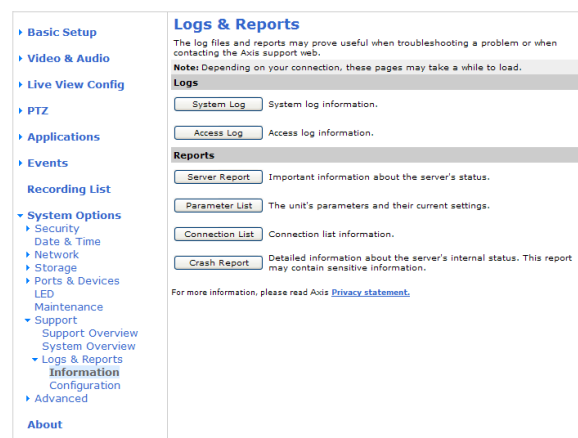 Basic Setup
Video & Audio
Live View Config
PTZ
Applications
Events
Recording List
System Options
Security
Date & Time
Network
Storage
Ports & Devices
LED
Maintenance
Support
Support Overview
System Overview
Logs & Reports
Information
Configuration
Advanced
About
Logs & Reports
The log files and reports may prove useful when troubleshooting a problem or when
contacting the Axis support web.
Note: Depending on your connection, these pages may take a while to load.
Logs
System Log System log information.
Access Log Access log information.
Reports
Server Report Important information about the server's status.
Parameter List The unit's parameters and their current settings.
Connection List Connection list information.
Crash Report Detailed information about the server's internal status. This report
may contain sensitive information.
For more information, please read Axis Privacy statement.